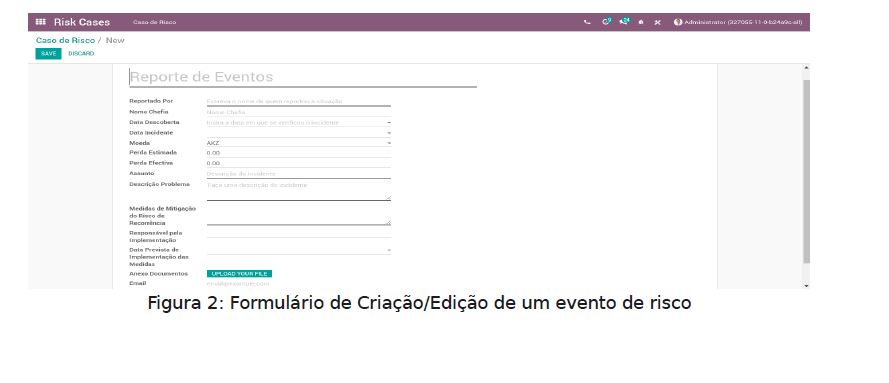 Risk Cases Caso de Risco 9 24 Administrator (327055-11-0-b24a9c-all)
Caso de Risco / New
SAVE DISCARD
Reporte de Eventos
Reportado Por Escreva o nome de quem reportou a situação
Nome Chefia Nome Chefia
Data Descoberta Insira a data em que se verificou o incidente
Data Incidente
Moeda AKZ
Perda Estimada 0.00
Perda Efectiva 0.00
Assunto Descrição do Incidente
Descrição Problema Faça uma descrição do incidente
Medidas de Mitigação
do Risco de
Recorrência
Responsável pela
Implementação
Data Prevista de
Implementação das
Medidas
Anexo Documentos UPLOAD YOUR FILE
Email email@example.com
Figura 2: Formulário de Criação/Edição de um evento de risco